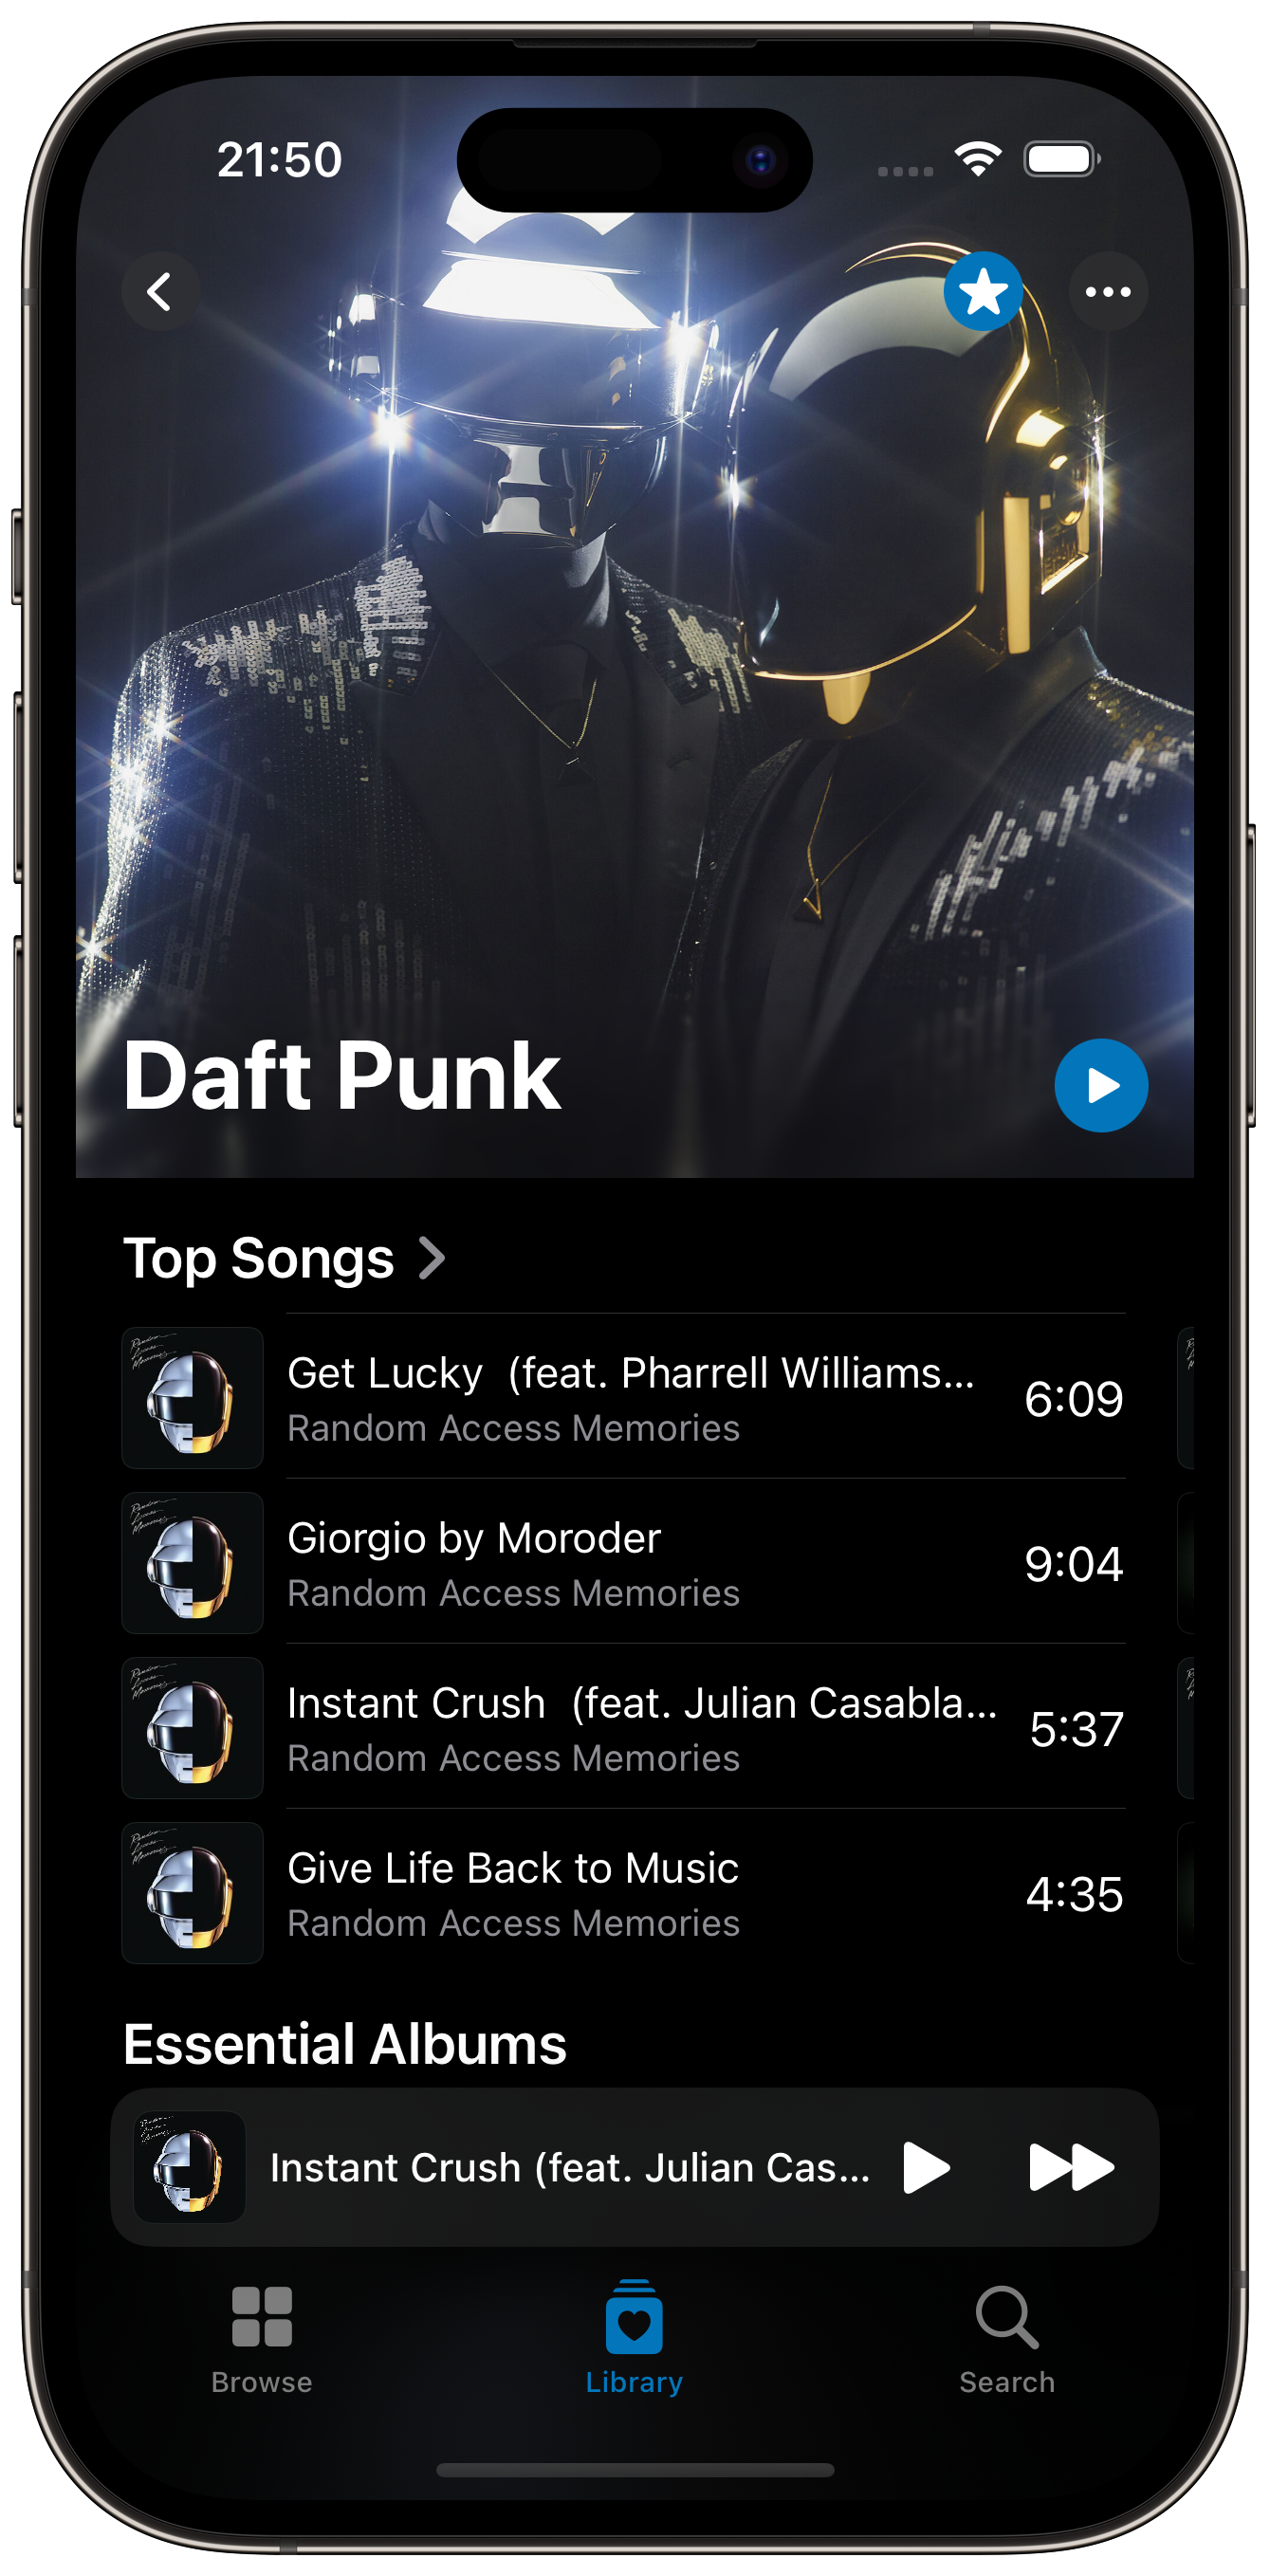 21:50
Daft Punk
Top Songs
Get Lucky (feat. Pharrell Williams...
6:09
Random Access Memories
Giorgio by Moroder
9:04
Random Access Memories
Instant Crush (feat. Julian Casabla...
5:37
Random Access Memories
Give Life Back to Music
4:35
Random Access Memories
Essential Albums
Instant Crush (feat. Julian Cas...
Browse
Library
Search